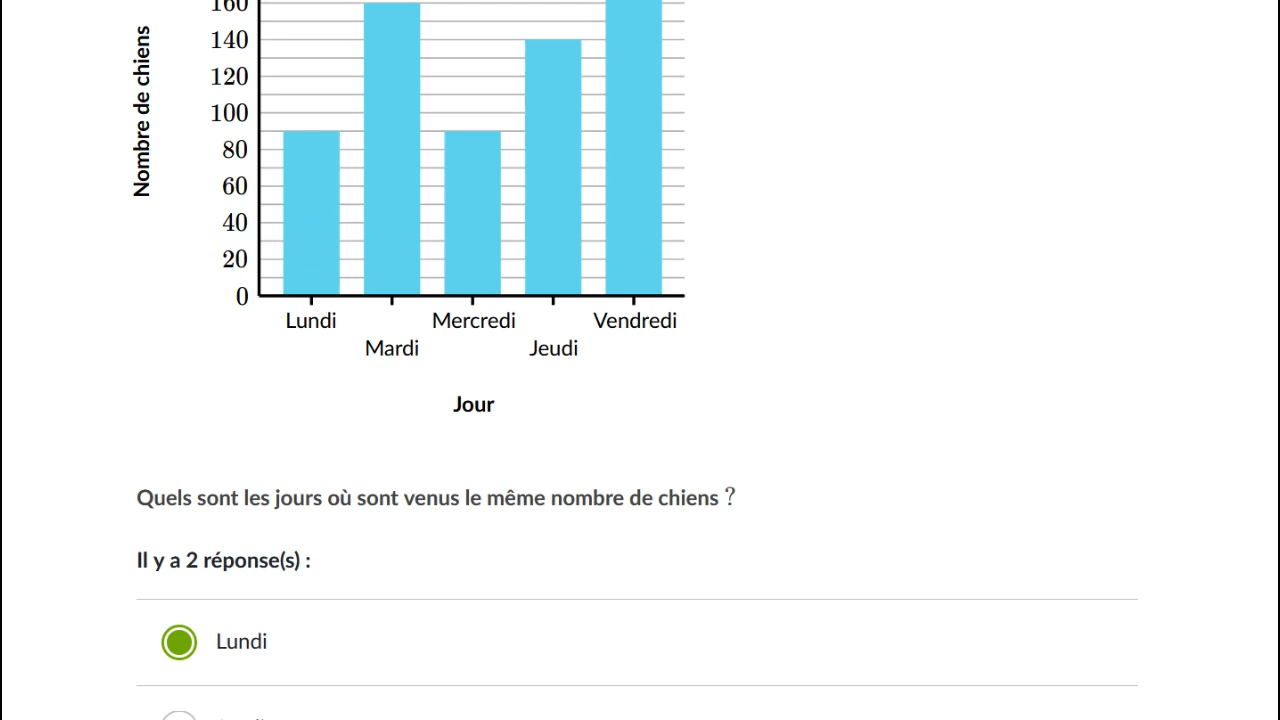 160
140
120
100
80
60
40
20
0
Nombre de chiens
Lundi
Mardi
Mercredi
Jeudi
Vendredi
Jour
Quels sont les jours où sont venus le même nombre de chiens ?
Il y a 2 réponse(s) :
Lundi